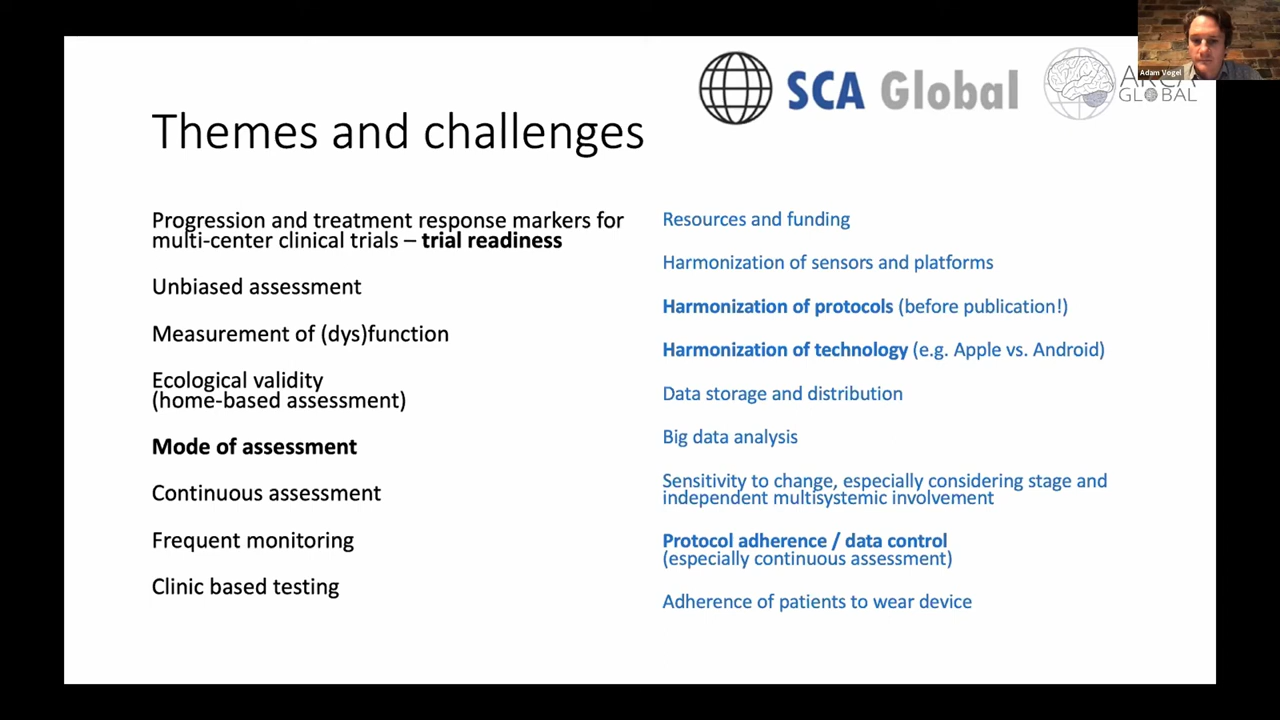 Adam Vogel
SCA Global
ARCA
GLOBAL
Themes and challenges
Progression and treatment response markers for
multi-center clinical trials – trial readiness
Unbiased assessment
Measurement of (dys)function
Ecological validity
(home-based assessment)
Mode of assessment
Continuous assessment
Frequent monitoring
Clinic based testing
Resources and funding
Harmonization of sensors and platforms
Harmonization of protocols (before publication!)
Harmonization of technology (e.g. Apple vs. Android)
Data storage and distribution
Big data analysis
Sensitivity to change, especially considering stage and
independent multisystemic involvement
Protocol adherence / data control
(especially continuous assessment)
Adherence of patients to wear device